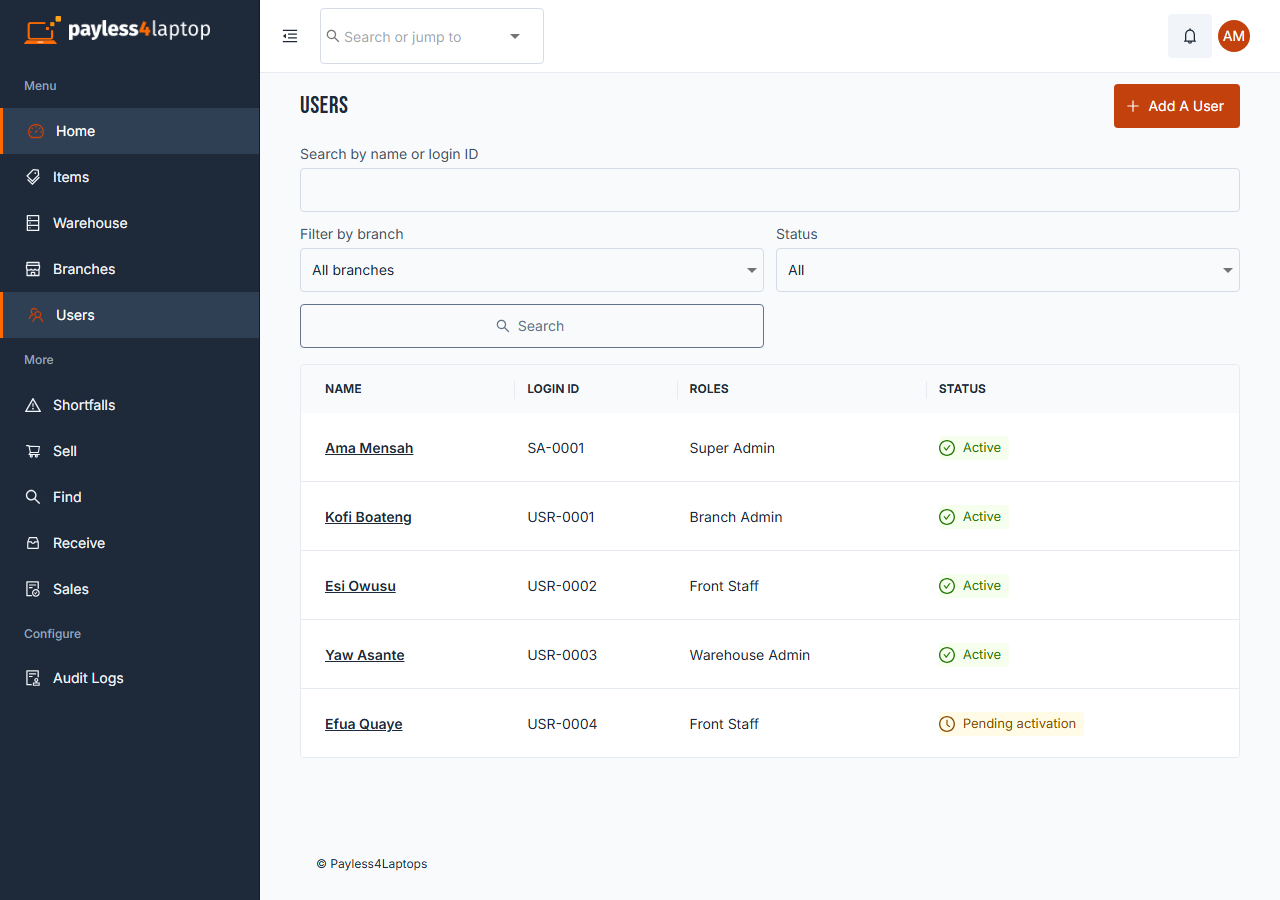 payless4laptop
Search or jump to
AM
Menu
Home
Items
Warehouse
Branches
Users
More
Shortfalls
Sell
Find
Receive
Sales
Configure
Audit Logs
USERS
Add A User
Search by name or login ID
Filter by branch
Status
All branches
All
Search
NAME LOGIN ID ROLES STATUS
Ama Mensah SA-0001 Super Admin Active
Kofi Boateng USR-0001 Branch Admin Active
Esi Owusu USR-0002 Front Staff Active
Yaw Asante USR-0003 Warehouse Admin Active
Efua Quaye USR-0004 Front Staff Pending activation
© Payless4Laptops